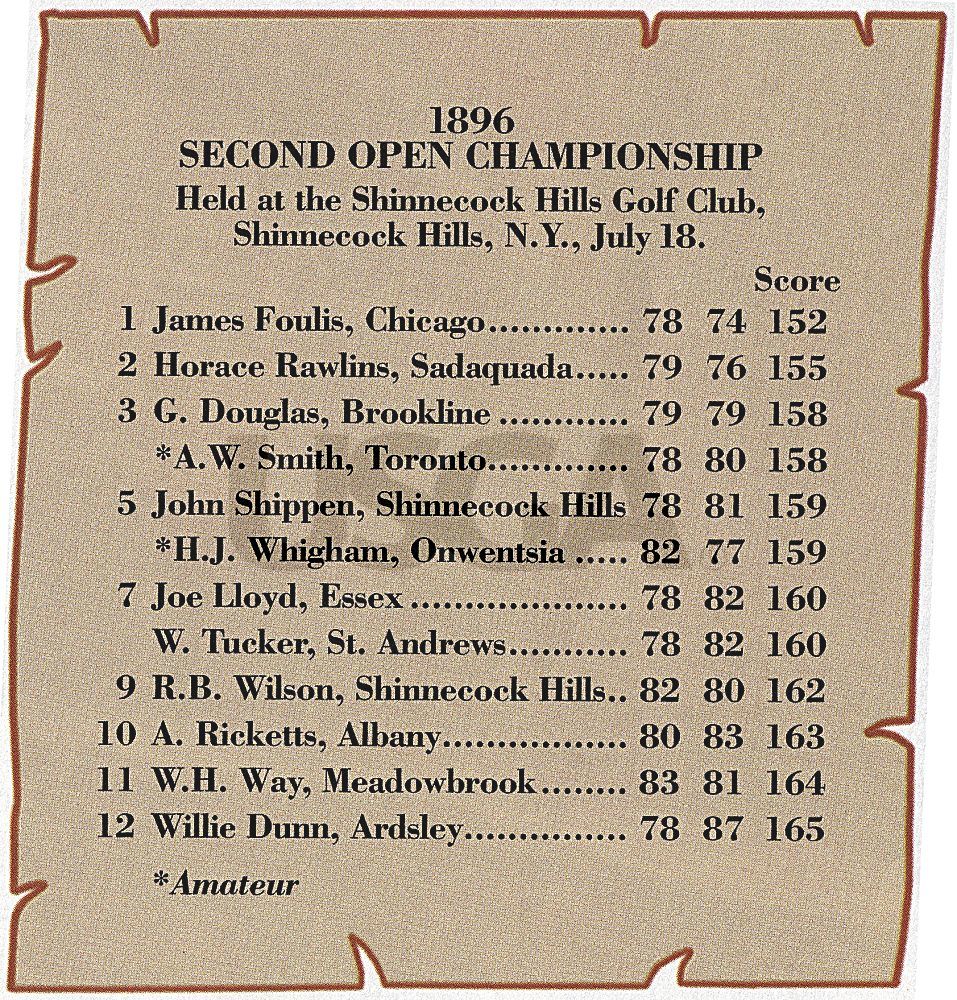 1896
SECOND OPEN CHAMPIONSHIP
Held at the Shinnecock Hills Golf Club,
Shinnecock Hills, N.Y., July 18.
Score
1 James Foulis, Chicago............. 78 74 152
2 Horace Rawlins, Sadaquada..... 79 76 155
3 G. Douglas, Brookline ............ 79 79 158
*A.W. Smith, Toronto............. 78 80 158
5 John Shippen, Shinnecock Hills 78 81 159
*H.J. Whigham, Onwentsia ..... 82 77 159
7 Joe Lloyd, Essex .................... 78 82 160
W. Tucker, St. Andrews........... 78 82 160
9 R.B. Wilson, Shinnecock Hills.. 82 80 162
10 A. Ricketts, Albany................. 80 83 163
11 W.H. Way, Meadowbrook........ 83 81 164
12 Willie Dunn, Ardsley............... 78 87 165
*Amateur
USGA